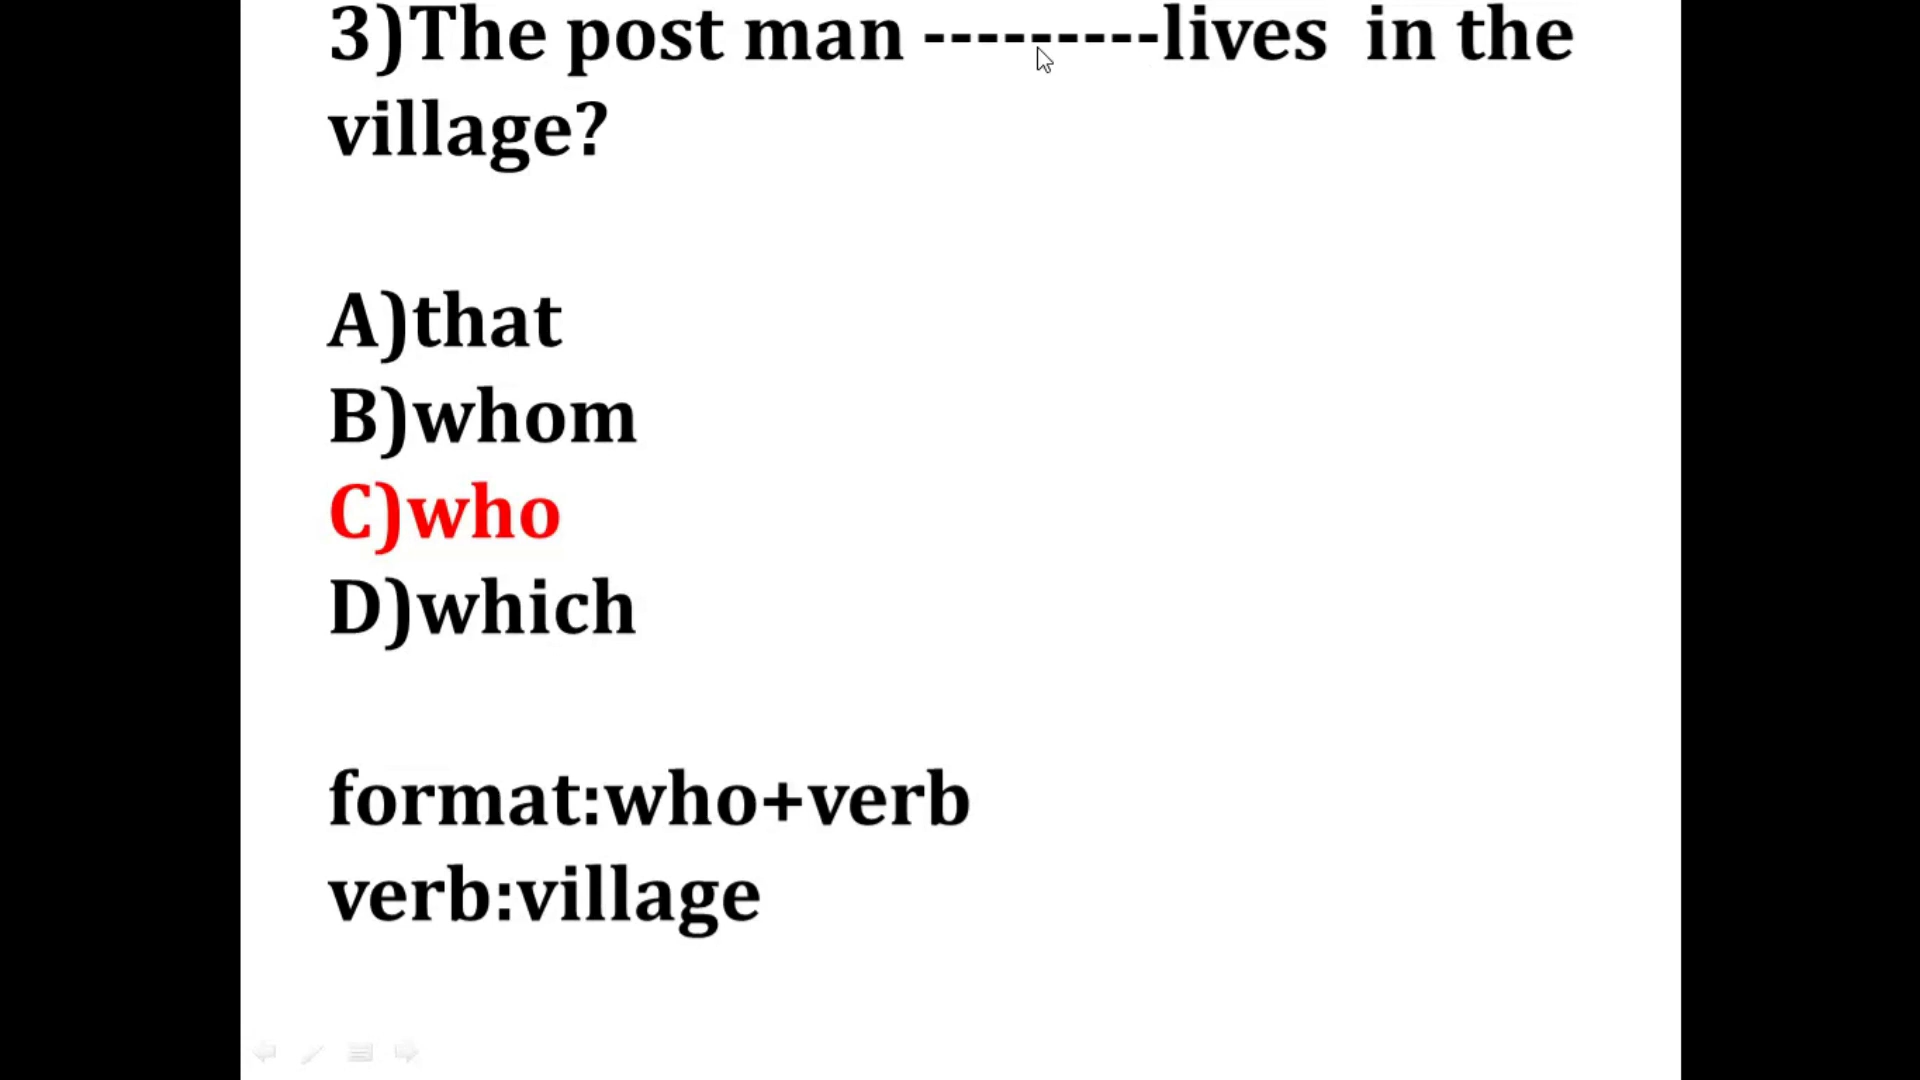 3)The post man ---------lives  in the
village?
A)that
B)whom
C)who
D)which
format:who+verb
verb:village